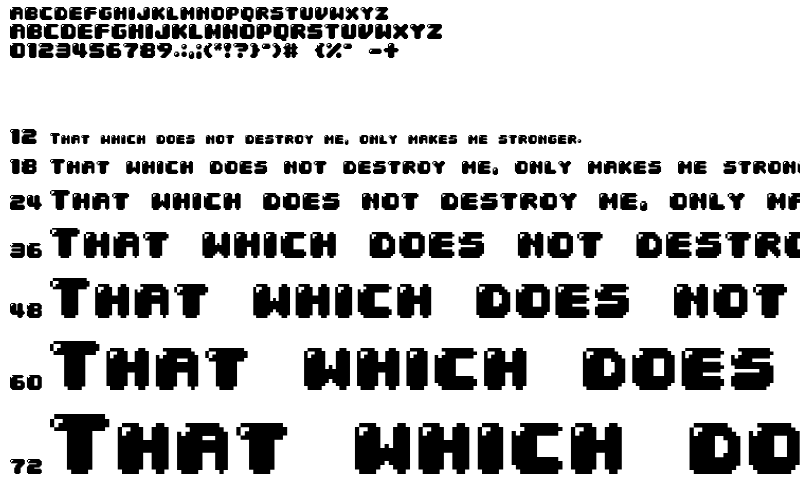 ABCDEFGHIJKLMNOPQRSTUVWXYZ
ABCDEFGHIJKLMNOPQRSTUVWXYZ
0123456789.:,;("!?)")# {%" -+
12 That which does not destroy me, only makes me stronger.
18 That which does not destroy me, only makes me stron
24 That which does not destroy me, only ma
36 That which does not destro
48 That which does not
60 That which does
72 That which do